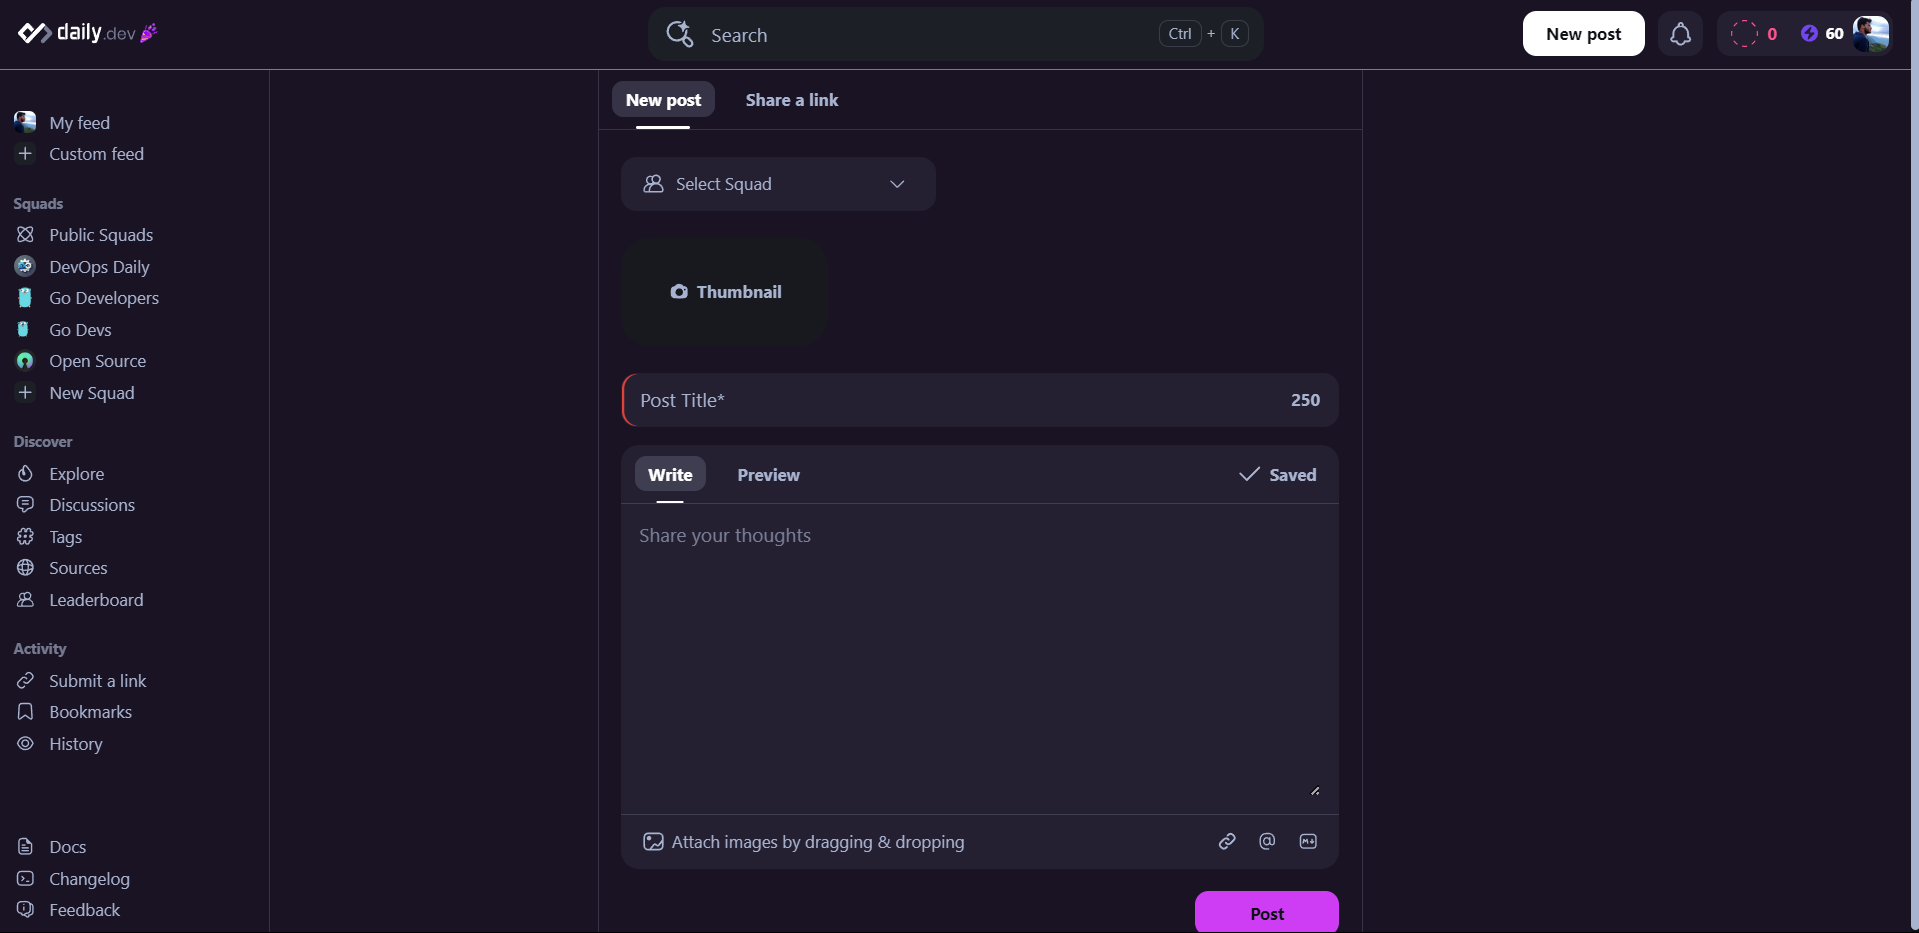 daily.dev
Search
Ctrl + K
New post
0
60
My feed
Custom feed
Squads
Public Squads
DevOps Daily
Go Developers
Go Devs
Open Source
New Squad
Discover
Explore
Discussions
Tags
Sources
Leaderboard
Activity
Submit a link
Bookmarks
History
Docs
Changelog
Feedback
New post
Share a link
Select Squad
Thumbnail
Post Title*
250
Write
Preview
Saved
Share your thoughts
Attach images by dragging & dropping
Post